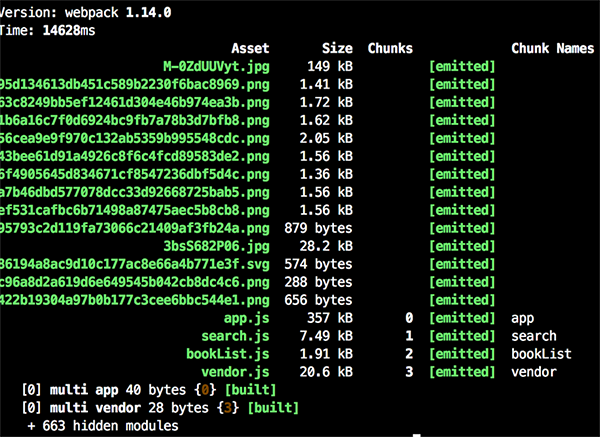 Version: webpack 1.14.0
Time: 14628ms
Asset Size Chunks Chunk Names
M-0ZdUUVyt.jpg 149 kB [emitted]
95d134613db451c589b2230f6bac8969.png 1.41 kB [emitted]
63c8249bb5ef12461d304e46b974ea3b.png 1.72 kB [emitted]
1b6a16c7f0d6924bc9fb7a78b3d7bfb8.png 1.62 kB [emitted]
56cea9e9f970c132ab5359b995548cdc.png 2.05 kB [emitted]
43bee61d91a4926c8f6c4fcd89583de2.png 1.56 kB [emitted]
6f4905645d834671cf8547236dbf5d4c.png 1.36 kB [emitted]
a7b46dbd577078dcc33d92668725bab5.png 1.56 kB [emitted]
ef531cafbc6b71498a87475aec5b8cb8.png 1.56 kB [emitted]
95793c2d119fa73066c21409af3fb24a.png 879 bytes [emitted]
3bsS682P06.jpg 28.2 kB [emitted]
86194a8ac9d10c177ac8e66a4b771e3f.svg 574 bytes [emitted]
c96a8d2a619d6e649545b042cb8dc4c6.png 288 bytes [emitted]
422b19304a97b0b177c3cee6bbc544e1.png 656 bytes [emitted]
app.js 357 kB 0 [emitted] app
search.js 7.49 kB 1 [emitted] search
bookList.js 1.91 kB 2 [emitted] bookList
vendor.js 20.6 kB 3 [emitted] vendor
[0] multi app 40 bytes {0} [built]
[0] multi vendor 28 bytes {3} [built]
+ 663 hidden modules